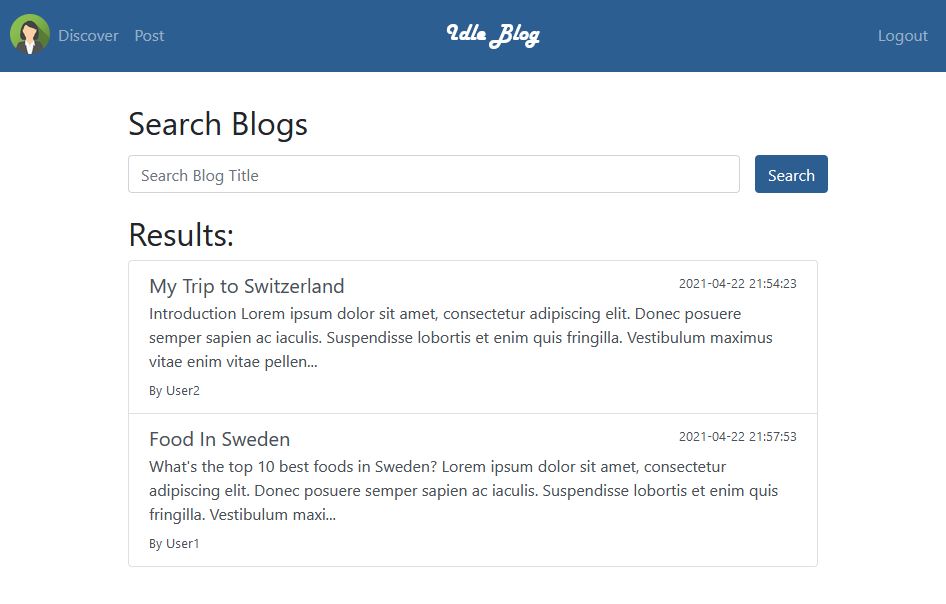 Discover Post Idle Blog Logout
Search Blogs
Search Blog Title Search
Results:
My Trip to Switzerland 2021-04-22 21:54:23
Introduction Lorem ipsum dolor sit amet, consectetur adipiscing elit. Donec posuere
semper sapien ac iaculis. Suspendisse lobortis et enim quis fringilla. Vestibulum maximus
vitae enim vitae pellen...
By User2
Food In Sweden 2021-04-22 21:57:53
What's the top 10 best foods in Sweden? Lorem ipsum dolor sit amet, consectetur
adipiscing elit. Donec posuere semper sapien ac iaculis. Suspendisse lobortis et enim quis
fringilla. Vestibulum maxi...
By User1